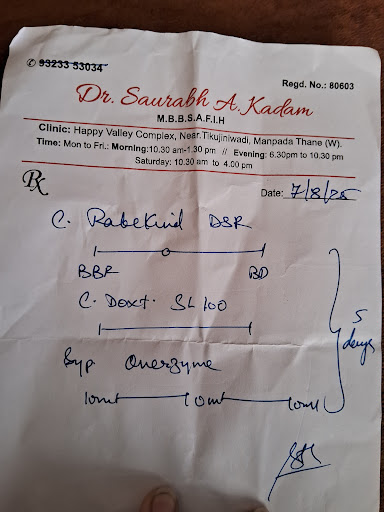 ✆ 93233 53034
Regd. No.: 80603
Dr. Saurabh A. Kadam
M.B.B.S.A.F.I.H
Clinic: Happy Valley Complex, Near.Tikujiniwadi, Manpada Thane (W).
Time: Mon to Fri.: Morning:10.30 am-1.30 pm // Evening: 6.30pm to 10.30 pm
Saturday: 10.30 am to 4.00 pm
Rx
Date: 7/8/25
C. Rabekind DSR
BBF BD
C. Doxt. SL 100
Syp
10ml 10ml 10ml
5
days